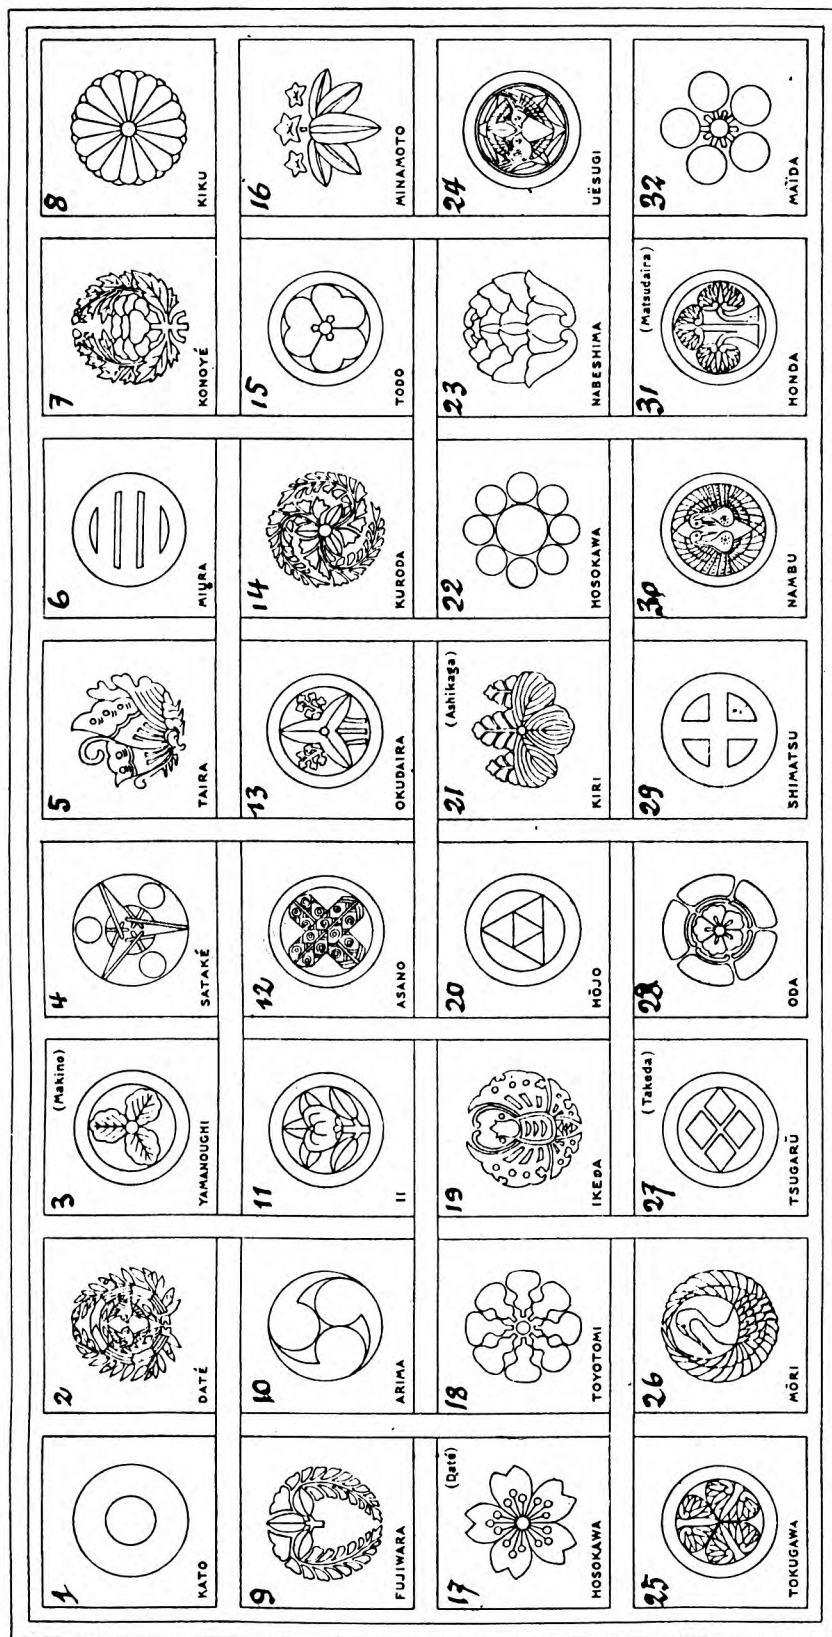 1
KATO
2
DATÉ
3
(Makino)
YAMANOUGHI
4
SATAKÉ
5
TAIRA
6
MIURA
7
KONOYÉ
8
KIKU
9
FUJIWARA
10
ARIMA
11
II
12
ASANO
13
OKUDAIRA
14
KURODA
15
TODO
16
MINAMOTO
17
(Daté)
HOSOKAWA
18
TOYOTOMI
19
IKEDA
20
HŌJO
21
(Ashikaga)
KIRI
22
HOSOKAWA
23
NABESHIMA
24
UËSUGI
25
TOKUGAWA
26
MŌRI
27
(Takeda)
TSUGARŪ
28
ODA
29
SHIMATSU
30
NAMBU
31
(Matsudaira)
HONDA
32
MAÏDA